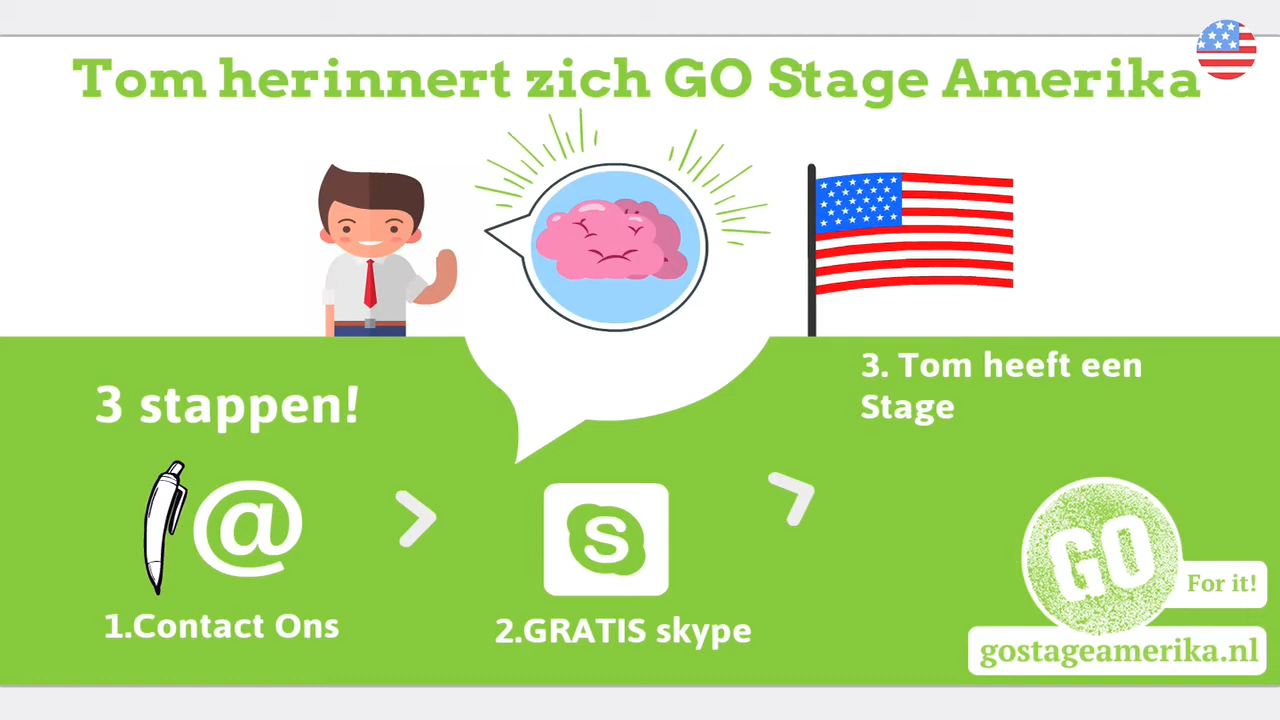 Tom herinnert zich GO Stage Amerika
3 stappen!
@
1.Contact Ons
S
2.GRATIS skype
3. Tom heeft een
Stage
GO
For it!
gostageamerika.nl